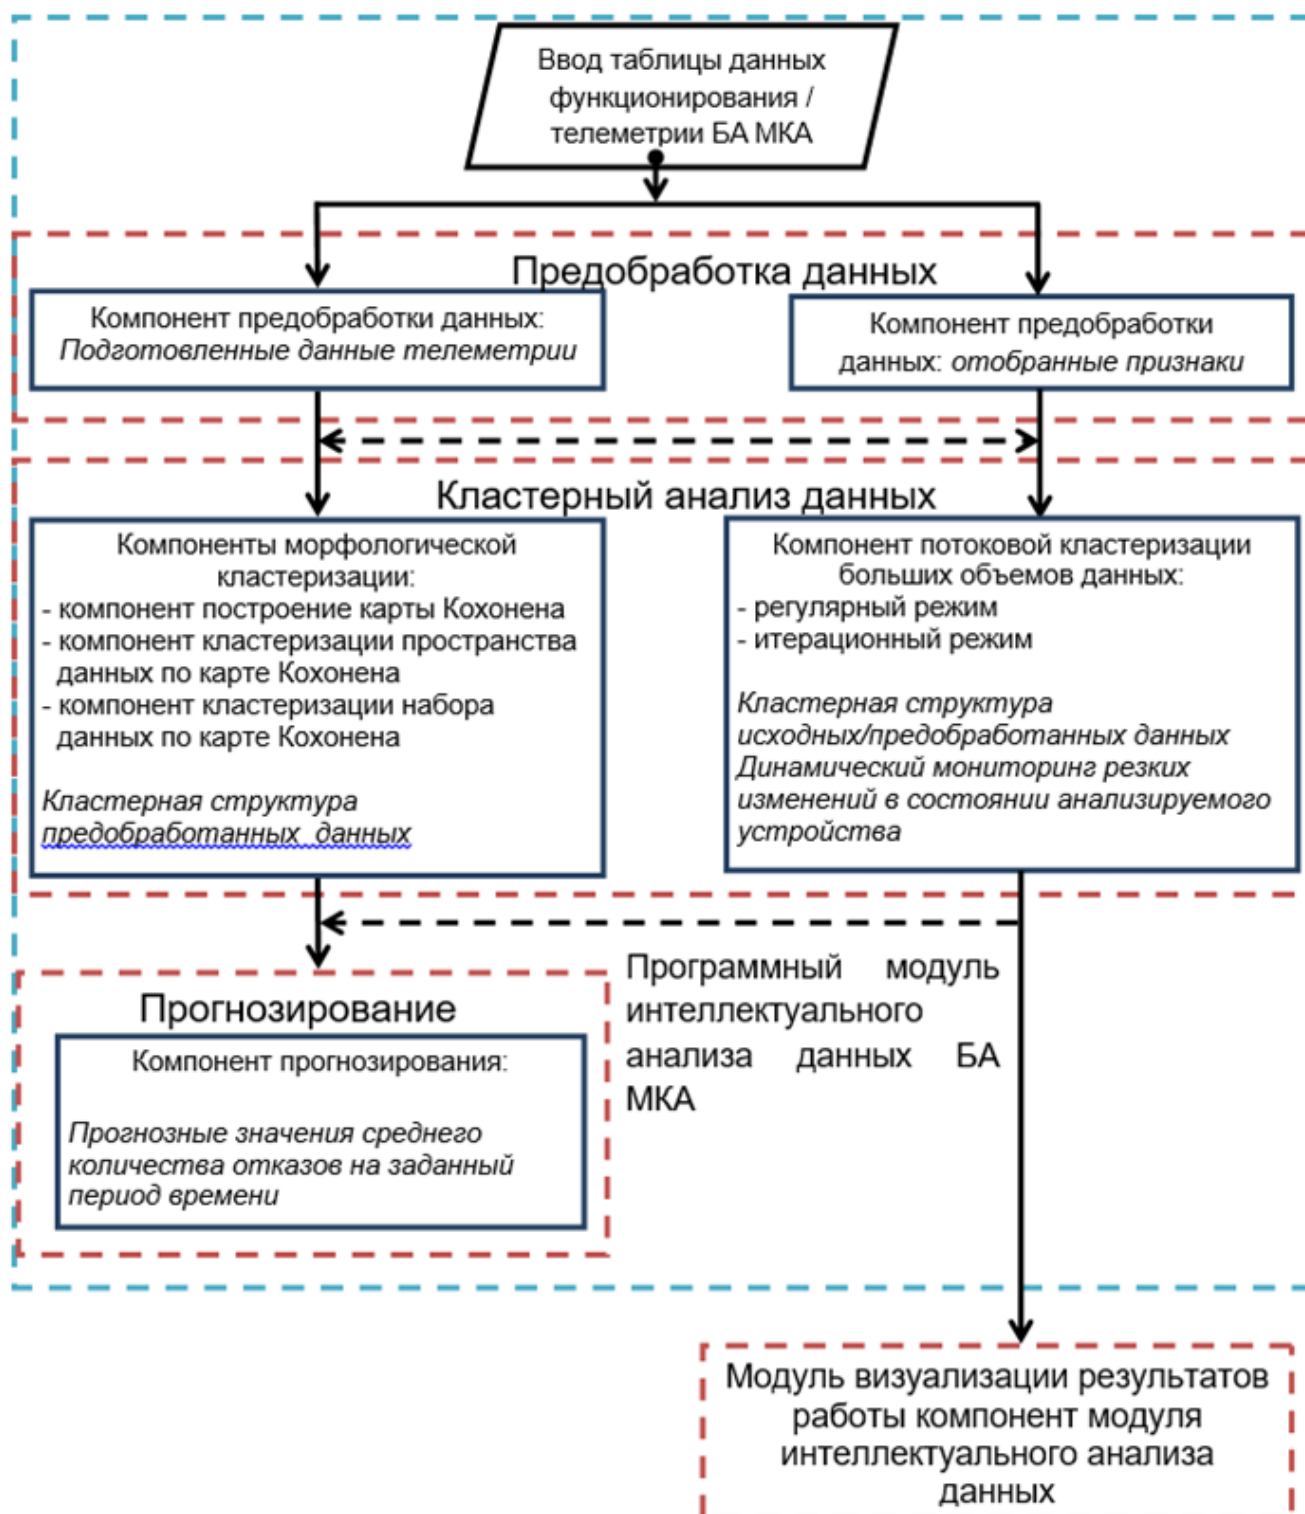 Ввод таблицы данных
функционирования /
телеметрии БА МКА
Предобработка данных
Компонент предобработки данных:
Подготовленные данные телеметрии
Компонент предобработки
данных: отобранные признаки
Кластерный анализ данных
Компоненты морфологической
кластеризации:
- компонент построение карты Кохонена
- компонент кластеризации пространства
данных по карте Кохонена
- компонент кластеризации набора
данных по карте Кохонена
Кластерная структура
предобработанных данных
Компонент потоковой кластеризации
больших объемов данных:
- регулярный режим
- итерационный режим
Кластерная структура
исходных/предобработанных данных
Динамический мониторинг резких
изменений в состоянии анализируемого
устройства
Программный модуль
интеллектуального
анализа данных БА
МКА
Прогнозирование
Компонент прогнозирования:
Прогнозные значения среднего
количества отказов на заданный
период времени
Модуль визуализации результатов
работы компонент модуля
интеллектуального анализа
данных